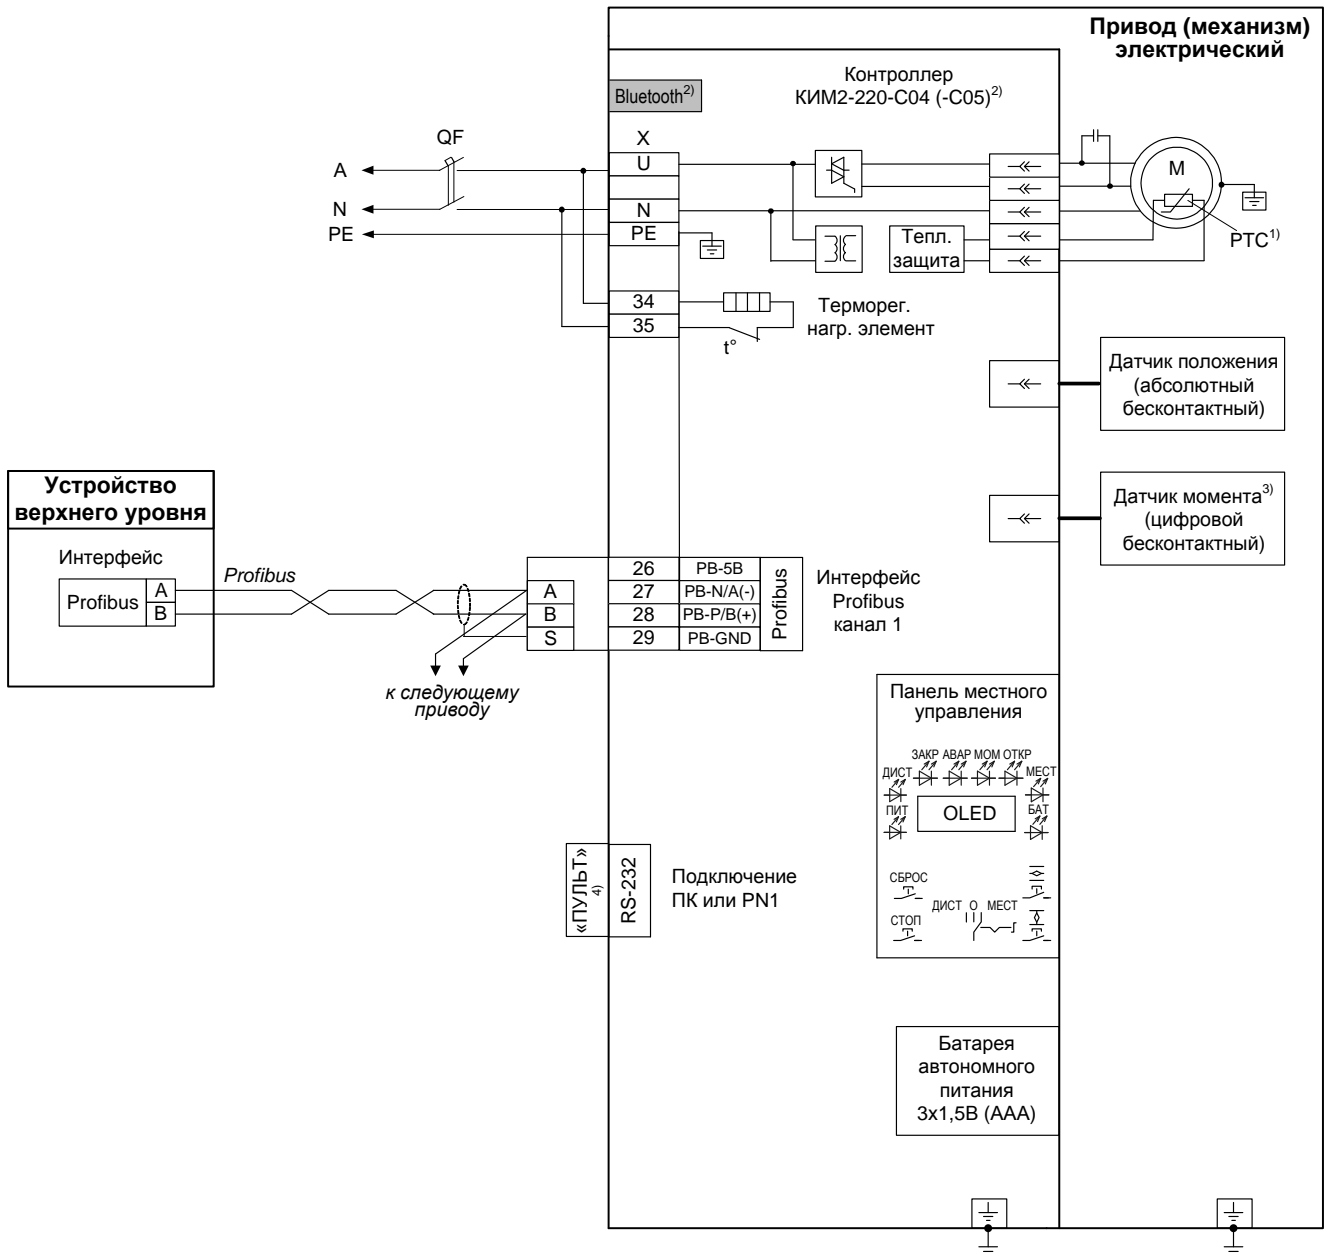 Привод (механизм)
электрический
Контроллер
КИМ2-220-С04 (-С05)2)
Bluetooth2)
QF
X
A
U
M
N
N
PE
PE
Тепл.
защита
PTC1)
34
35
t°
Терморег.
нагр. элемент
Датчик положения
(абсолютный
бесконтактный)
Датчик момента3)
(цифровой
бесконтактный)
Устройство
верхнего уровня
Интерфейс
Profibus
A
B
Profibus
A
B
S
26
PB-5B
27
PB-N/A(-)
28
PB-P/B(+)
29
PB-GND
Profibus
Интерфейс
Profibus
канал 1
к следующему
приводу
Панель местного
управления
ЗАКР АВАР МОМ ОТКР
ДИСТ
МЕСТ
ПИТ
OLED
БАТ
СБРОС
ДИСТ О МЕСТ
СТОП
«ПУЛЬТ»
4)
RS-232
Подключение
ПК или PN1
Батарея
автономного
питания
3x1,5В (ААА)